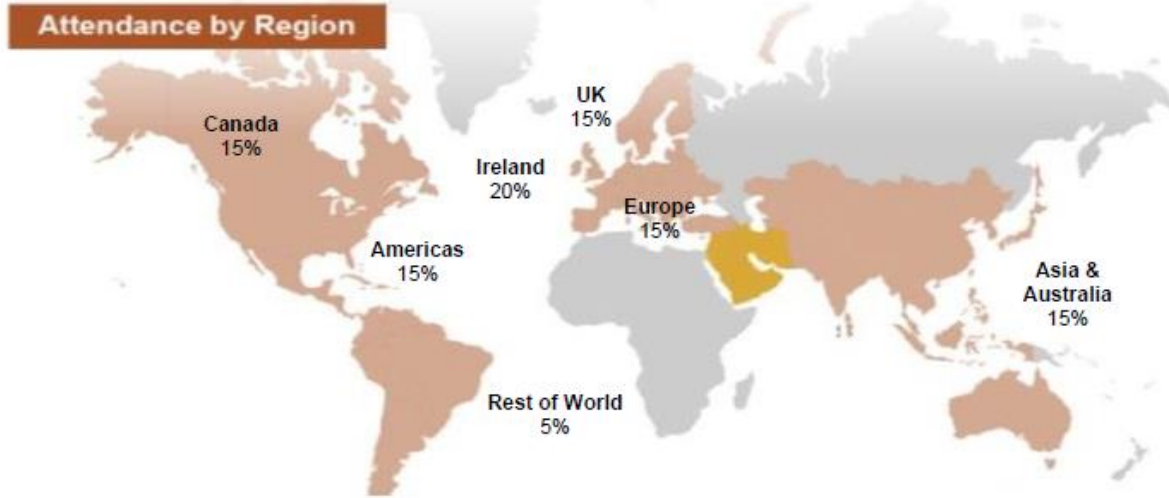 Attendance by Region
Canada
15%
UK
15%
Ireland
20%
Europe
15%
Americas
15%
Asia &
Australia
15%
Rest of World
5%